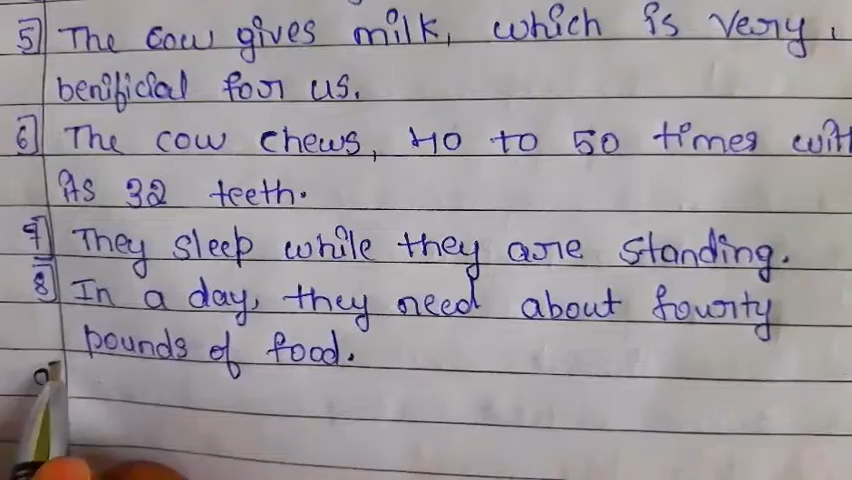 5] The cow gives milk, which is very
benificial for us.
6] The cow chews, 40 to 50 times with
its 32 teeth.
7] They sleep while they are standing.
8] In a day, they need about fourty
pounds of food.